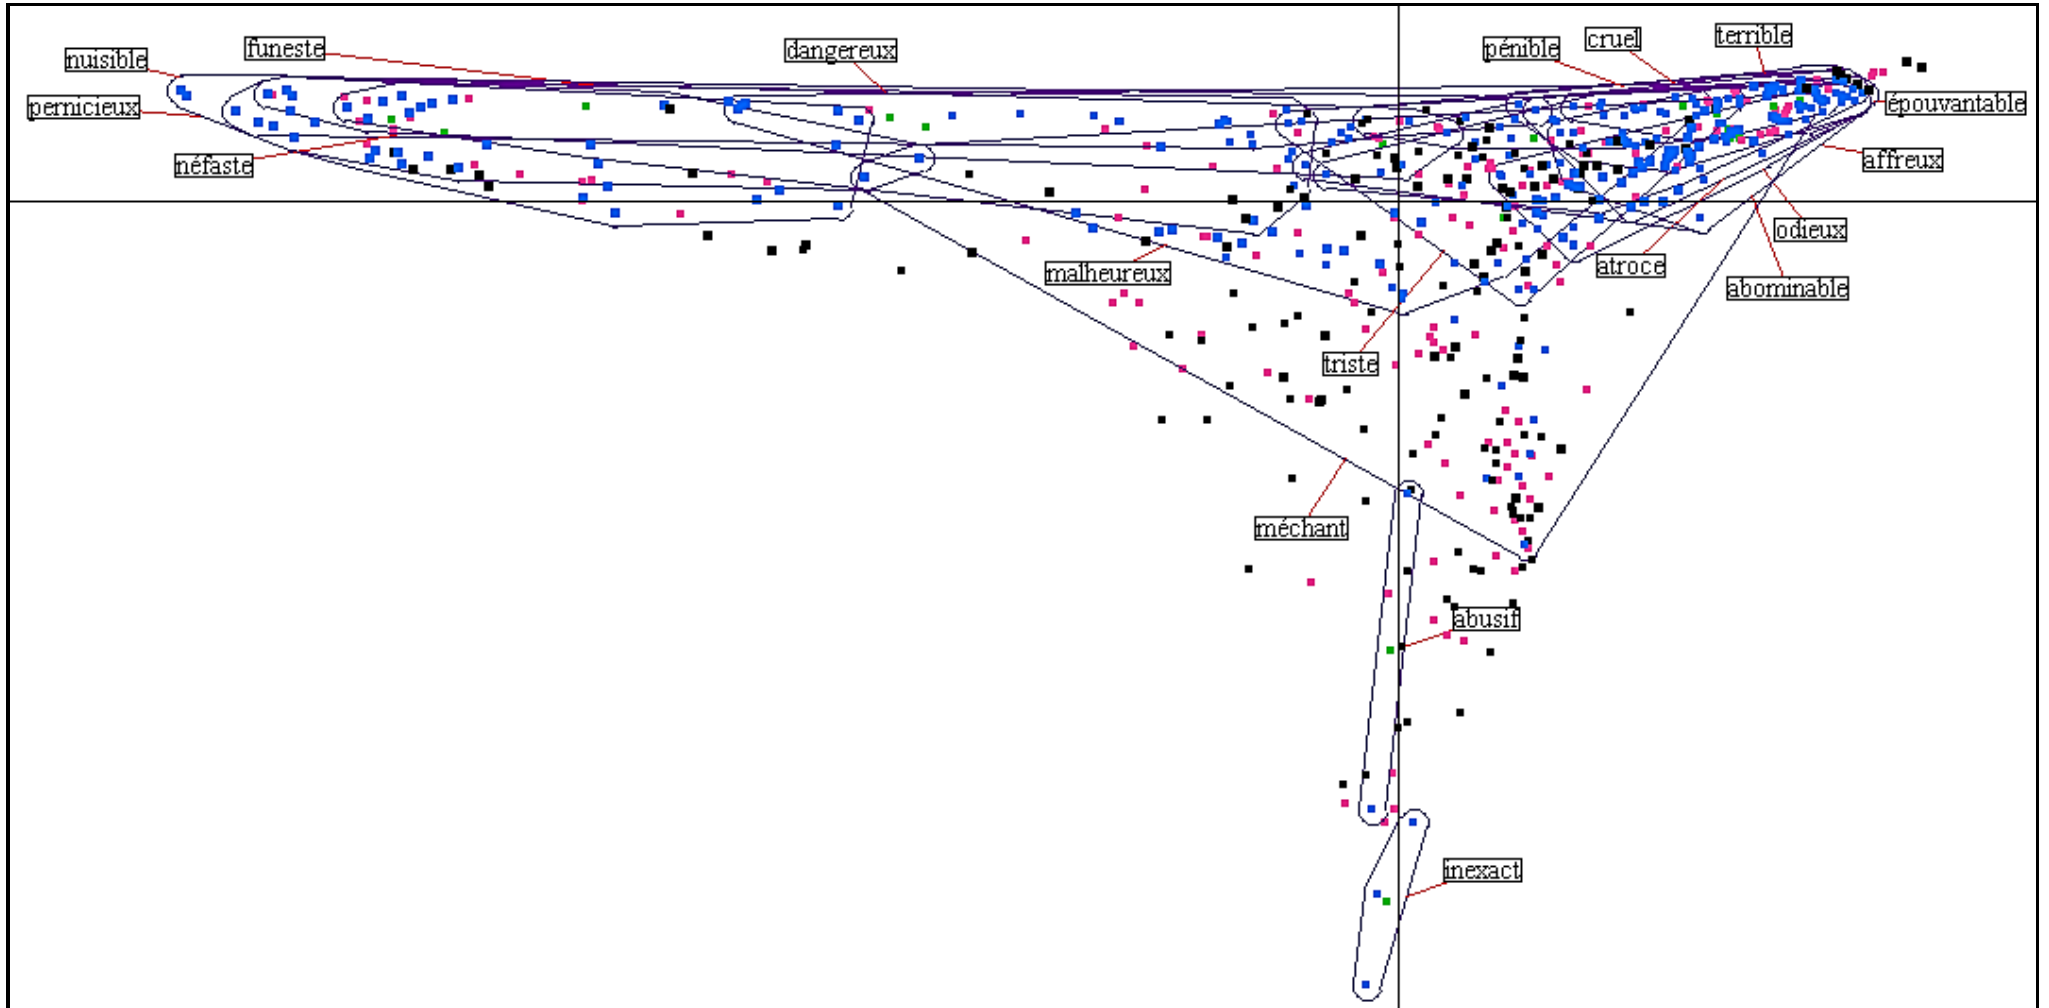 nuisible
funeste
dangereux
pénible
cruel
terrible
pernicieux
épouvantable
néfaste
affreux
odieux
malheureux
atroce
abominable
triste
méchant
abusif
inexact